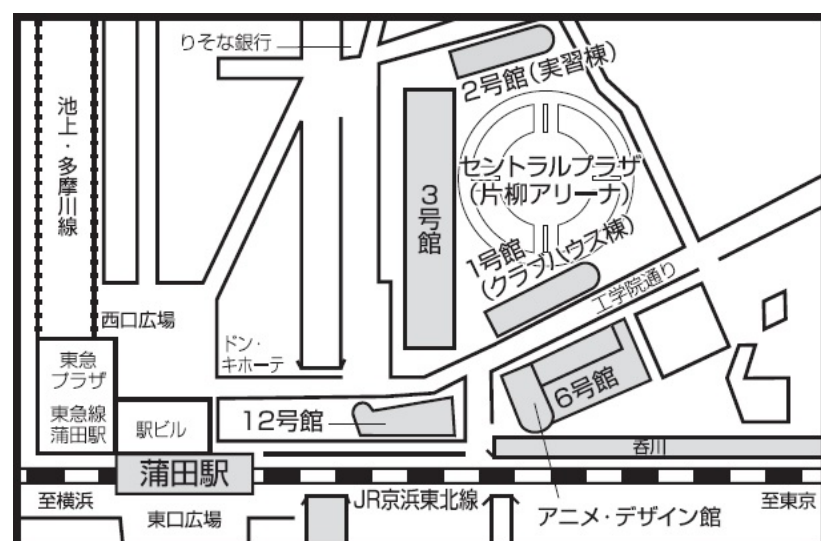 りそな銀行
2号館(実習棟)
池上・多摩川線
セントラルプラザ
(片柳アリーナ)
3号館
1号館
(クラブハウス棟)
工学院通り
西口広場
ドン・
キホーテ
東急
プラザ
東急線
蒲田駅
駅ビル
12号館
6号館
呑川
蒲田駅
至横浜
JR京浜東北線
至東京
東口広場
アニメ・デザイン館